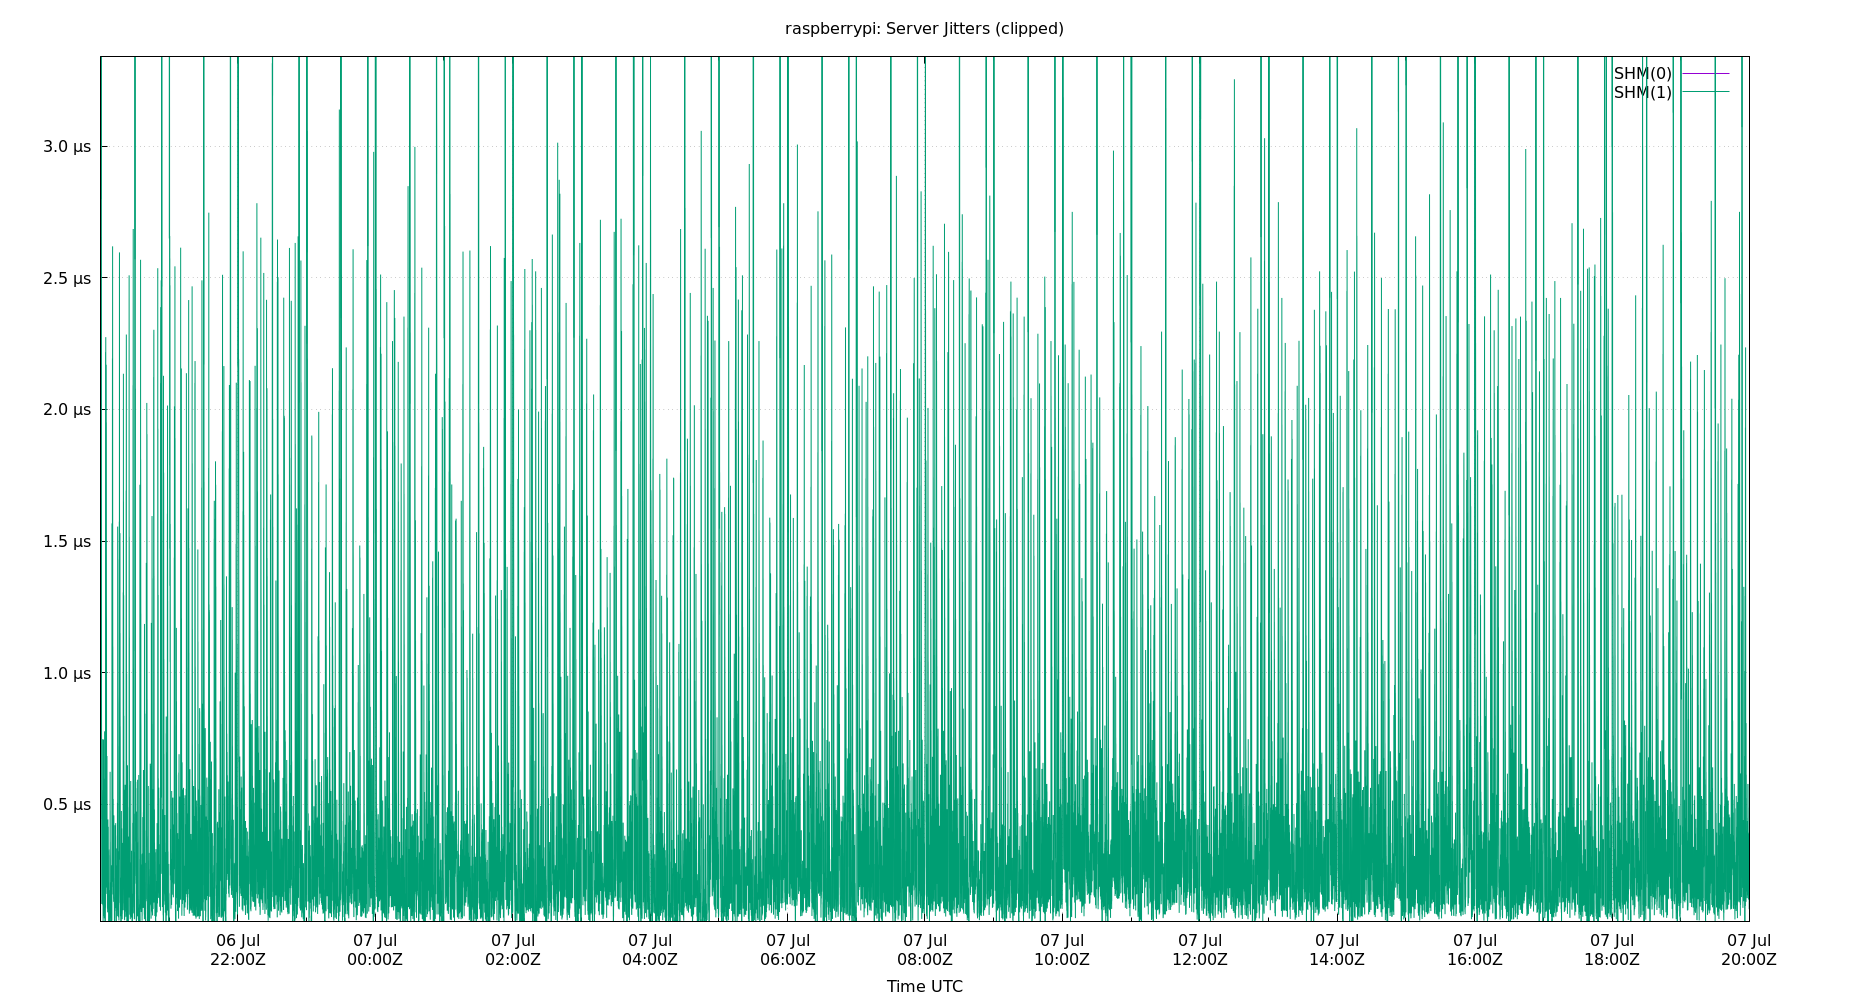 raspberrypi: Server Jitters (clipped)
SHM(0)
SHM(1)
3.0 µs
2.5 µs
2.0 µs
1.5 µs
1.0 µs
0.5 µs
06 Jul 07 Jul 07 Jul 07 Jul 07 Jul 07 Jul 07 Jul 07 Jul 07 Jul 07 Jul 07 Jul 07 Jul
22:00Z 00:00Z 02:00Z 04:00Z 06:00Z 08:00Z 10:00Z 12:00Z 14:00Z 16:00Z 18:00Z 20:00Z
Time UTC